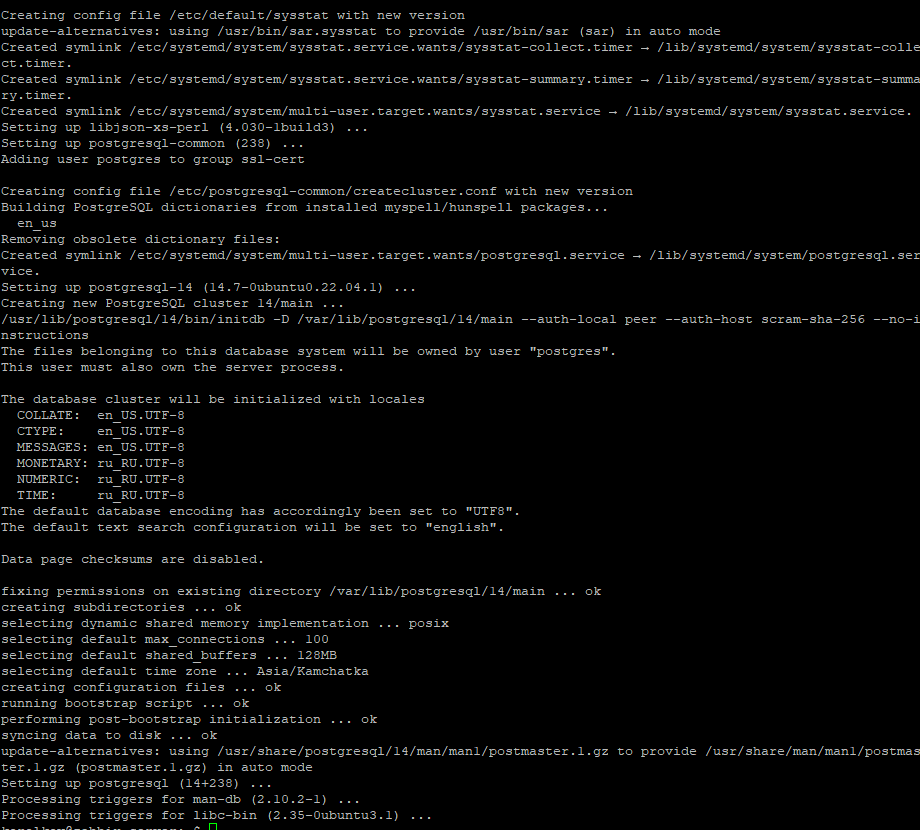 Creating config file /etc/default/sysstat with new version
update-alternatives: using /usr/bin/sar.sysstat to provide /usr/bin/sar (sar) in auto mode
Created symlink /etc/systemd/system/sysstat.service.wants/sysstat-collect.timer → /lib/systemd/system/sysstat-colle
ct.timer.
Created symlink /etc/systemd/system/sysstat.service.wants/sysstat-summary.timer → /lib/systemd/system/sysstat-summa
ry.timer.
Created symlink /etc/systemd/system/multi-user.target.wants/sysstat.service → /lib/systemd/system/sysstat.service.
Setting up libjson-xs-perl (4.030-1build3) ...
Setting up postgresql-common (238) ...
Adding user postgres to group ssl-cert
Creating config file /etc/postgresql-common/createcluster.conf with new version
Building PostgreSQL dictionaries from installed myspell/hunspell packages...
  en_us
Removing obsolete dictionary files:
Created symlink /etc/systemd/system/multi-user.target.wants/postgresql.service → /lib/systemd/system/postgresql.ser
vice.
Setting up postgresql-14 (14.7-0ubuntu0.22.04.1) ...
Creating new PostgreSQL cluster 14/main ...
/usr/lib/postgresql/14/bin/initdb -D /var/lib/postgresql/14/main --auth-local peer --auth-host scram-sha-256 --no-i
nstructions
The files belonging to this database system will be owned by user "postgres".
This user must also own the server process.
The database cluster will be initialized with locales
  COLLATE:  en_US.UTF-8
  CTYPE:    en_US.UTF-8
  MESSAGES: en_US.UTF-8
  MONETARY: ru_RU.UTF-8
  NUMERIC:  ru_RU.UTF-8
  TIME:     ru_RU.UTF-8
The default database encoding has accordingly been set to "UTF8".
The default text search configuration will be set to "english".
Data page checksums are disabled.
fixing permissions on existing directory /var/lib/postgresql/14/main ... ok
creating subdirectories ... ok
selecting dynamic shared memory implementation ... posix
selecting default max_connections ... 100
selecting default shared_buffers ... 128MB
selecting default time zone ... Asia/Kamchatka
creating configuration files ... ok
running bootstrap script ... ok
performing post-bootstrap initialization ... ok
syncing data to disk ... ok
update-alternatives: using /usr/share/postgresql/14/man/man1/postmaster.1.gz to provide /usr/share/man/man1/postmas
ter.1.gz (postmaster.1.gz) in auto mode
Setting up postgresql (14+238) ...
Processing triggers for man-db (2.10.2-1) ...
Processing triggers for libc-bin (2.35-0ubuntu3.1) ...